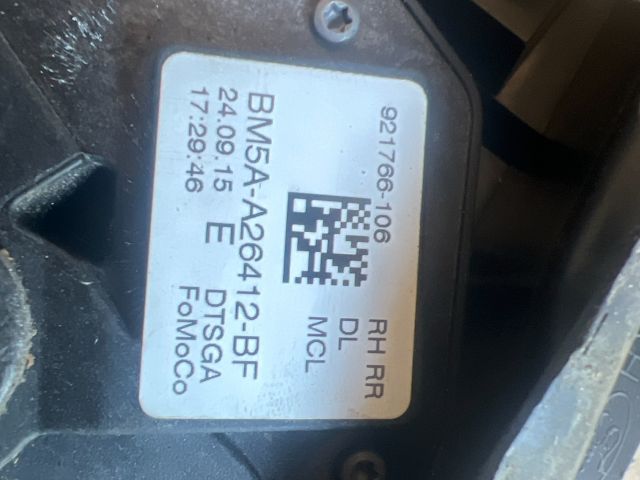 921766-106 RH RR
DL
MCL
BM5A-A26412-BF
24.09.15 E DTSGA
17:29:46 FoMoCo